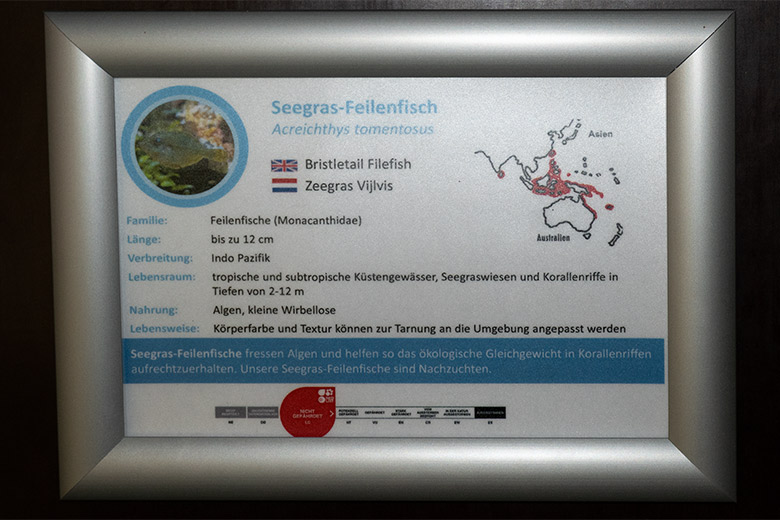 Seegras-Feilenfisch
Acreichthys tomentosus
Bristletail Filefish
Zeegras Vijlvis
Asien
Australien
Familie: Feilenfische (Monacanthidae)
Länge: bis zu 12 cm
Verbreitung: Indo Pazifik
Lebensraum: tropische und subtropische Küstengewässer, Seegraswiesen und Korallenriffe in
Tiefen von 2-12 m
Nahrung: Algen, kleine Wirbellose
Lebensweise: Körperfarbe und Textur können zur Tarnung an die Umgebung angepasst werden
Seegras-Feilenfische fressen Algen und helfen so das ökologische Gleichgewicht in Korallenriffen
aufrechtzuerhalten. Unsere Seegras-Feilenfische sind Nachzuchten.
NICHT
GEFÄHRDET